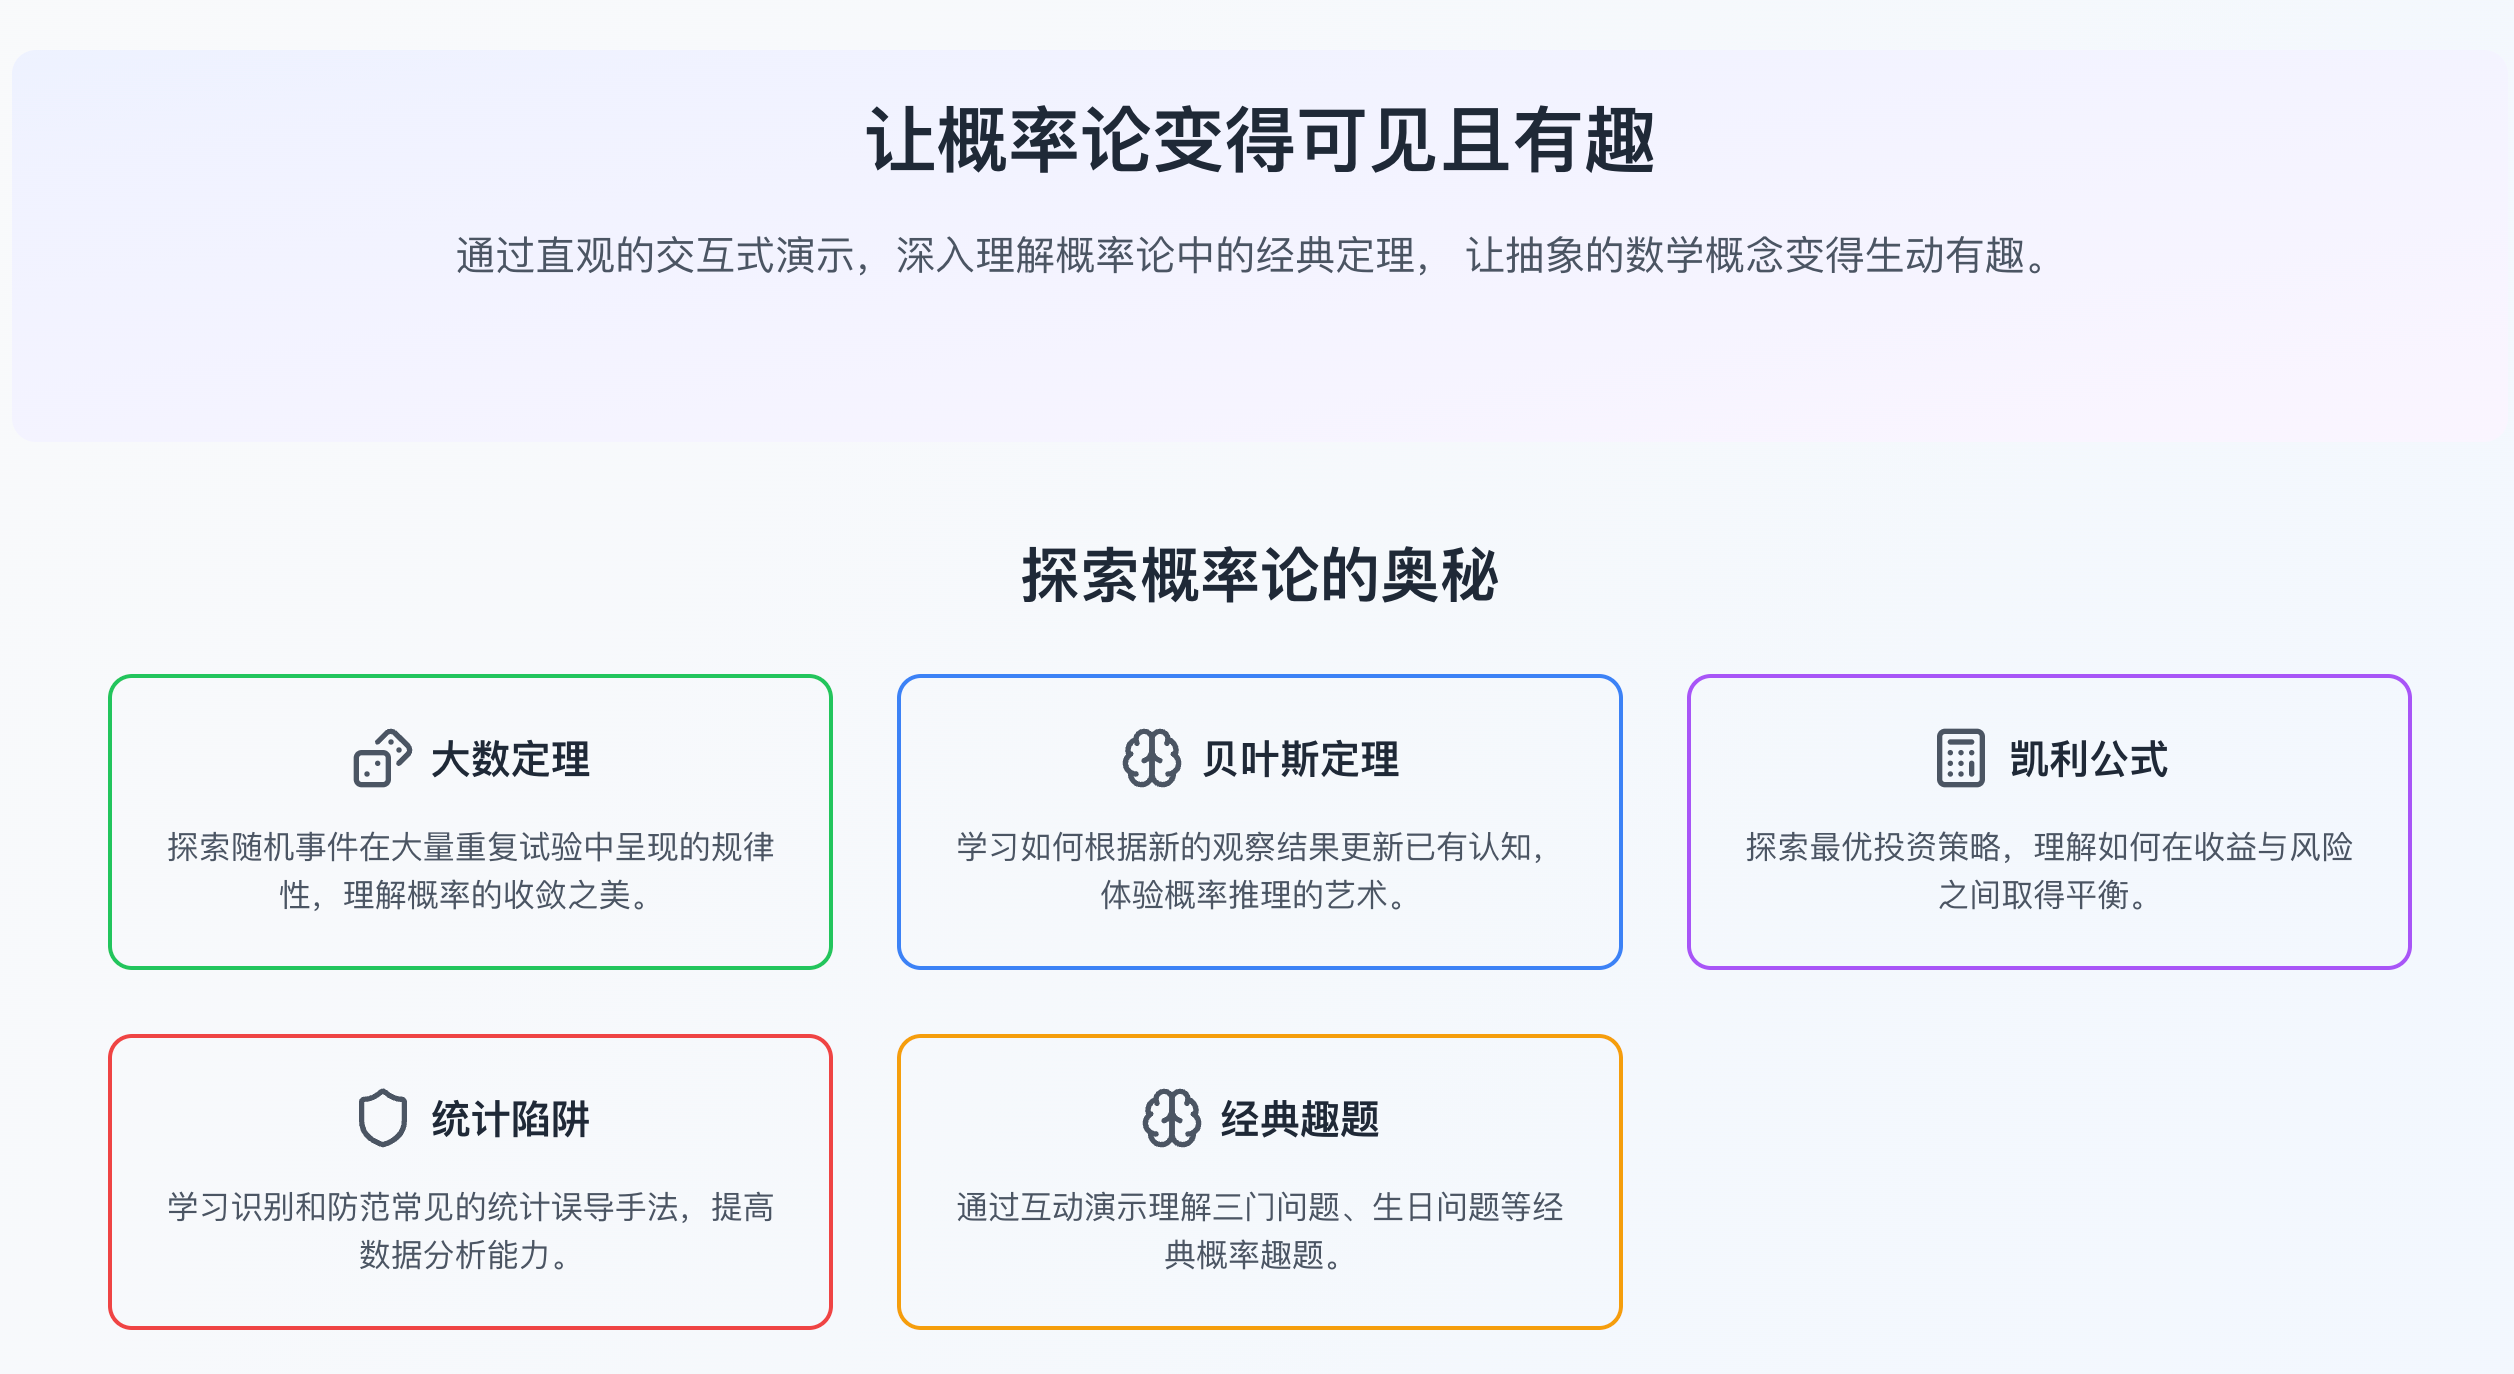 让概率论变得可见且有趣
通过直观的交互式演示，深入理解概率论中的经典定理， 让抽象的数学概念变得生动有趣。
探索概率论的奥秘
大数定理
探索随机事件在大量重复试验中呈现的规律
性，理解概率的收敛之美。
贝叶斯定理
学习如何根据新的观察结果更新已有认知，
体验概率推理的艺术。
凯利公式
探索最优投资策略，理解如何在收益与风险
之间取得平衡。
统计陷阱
学习识别和防范常见的统计误导手法，提高
数据分析能力。
经典趣题
通过互动演示理解三门问题、生日问题等经
典概率趣题。